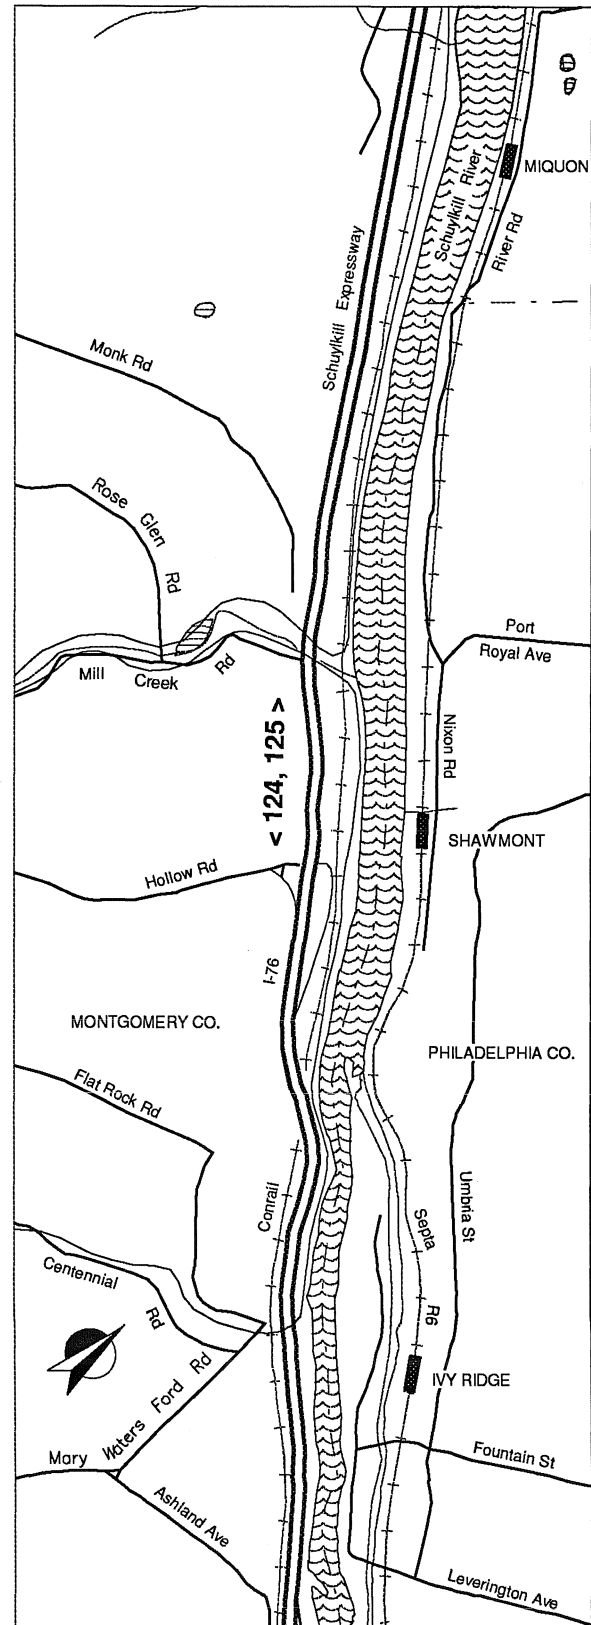 MIQUON
Schuylkill River
River Rd
Schuylkill Expressway
Monk Rd
Rose Glen Rd
Port
Royal Ave
Mill Creek Rd
Nixon Rd
< 124, 125 >
SHAWMONT
Hollow Rd
I-76
MONTGOMERY CO.
PHILADELPHIA CO.
Flat Rock Rd
Umbria St
Conrail
Septa R6
Centennial Rd
IVY RIDGE
Mary Waters Ford Rd
Fountain St
Ashland Ave
Leverington Ave